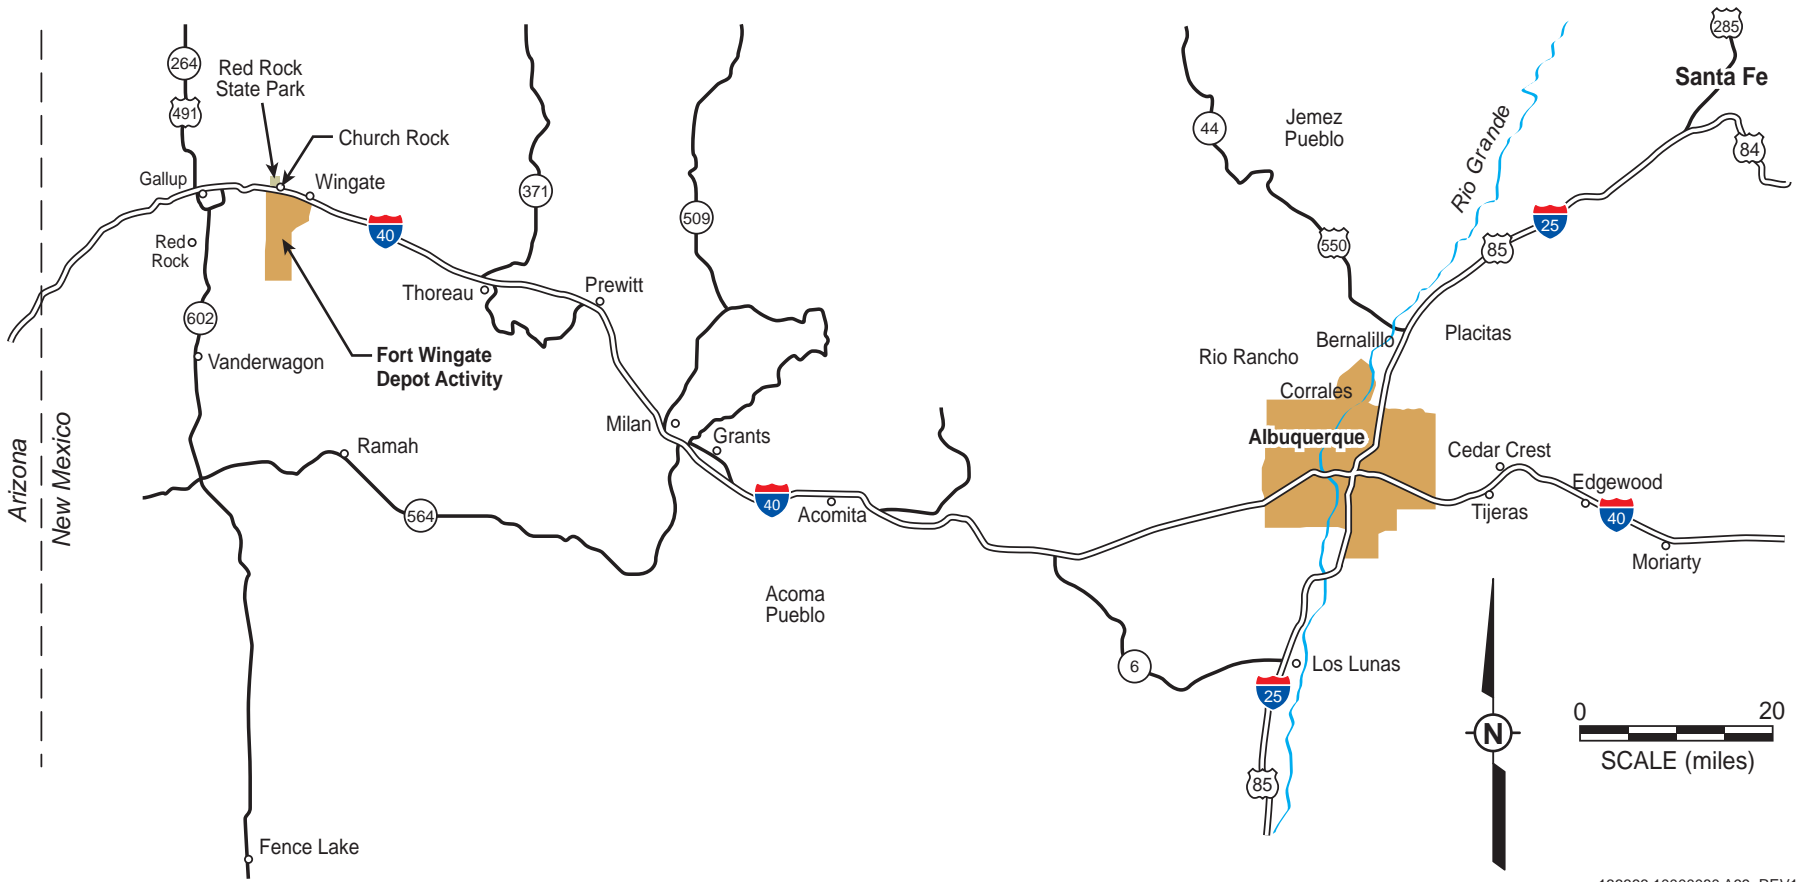 285
Santa Fe
264
Red Rock
State Park
491
Church Rock
44
Jemez
Pueblo
Rio Grande
84
Gallup
Wingate
371
509
40
25
85
550
Red
Rock
Thoreau
Prewitt
602
Vanderwagon
Fort Wingate
Depot Activity
Bernalillo
Placitas
Rio Rancho
Corrales
Arizona
New Mexico
Milan
Grants
Ramah
Albuquerque
Cedar Crest
Edgewood
40
Acomita
564
Tijeras
40
Moriarty
Acoma
Pueblo
6
Los Lunas
25
85
N
0
20
SCALE (miles)
Fence Lake